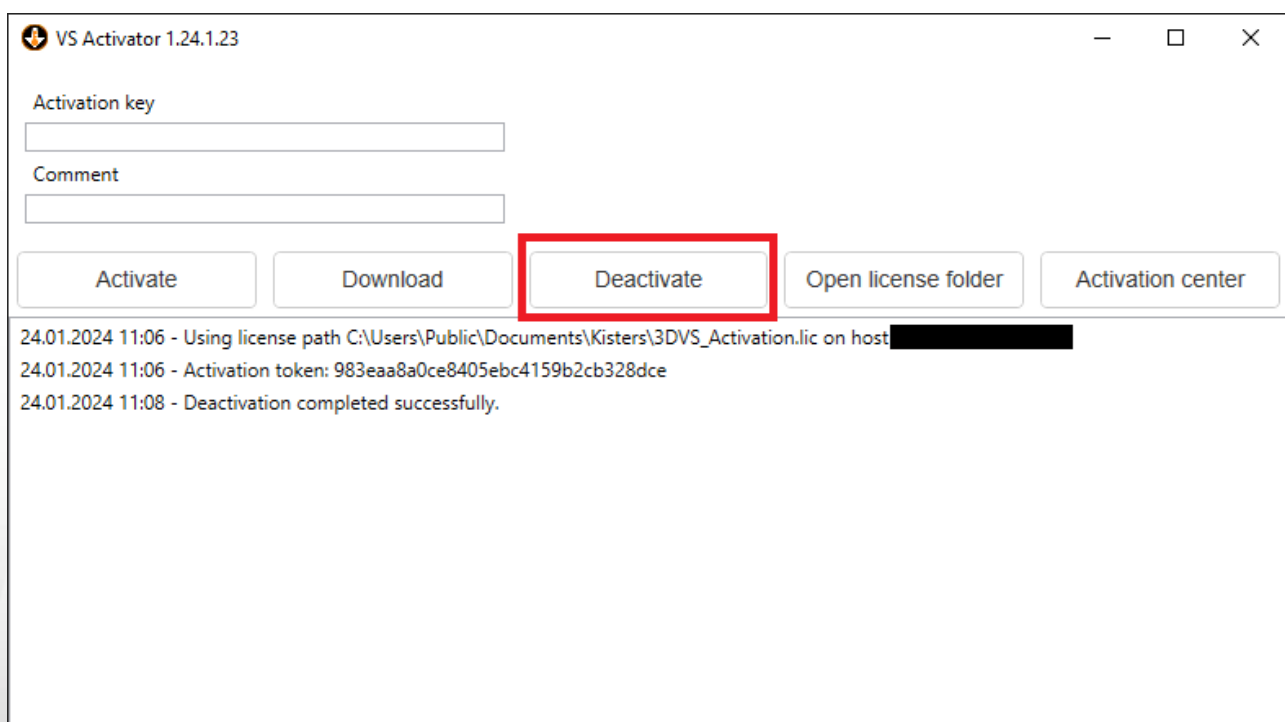 VS Activator 1.24.1.23
Activation key
Comment
Activate Download Deactivate Open license folder Activation center
24.01.2024 11:06 - Using license path C:\Users\Public\Documents\Kisters\3DVS_Activation.lic on host
24.01.2024 11:06 - Activation token: 983eaa8a0ce8405ebc4159b2cb328dce
24.01.2024 11:08 - Deactivation completed successfully.